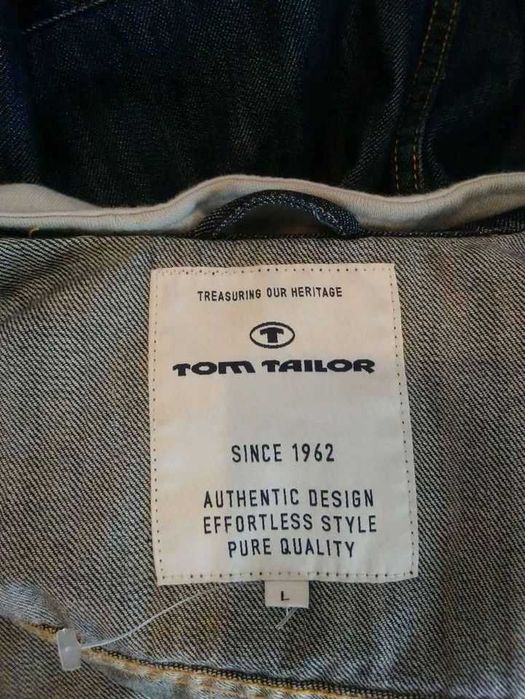 TREASURING OUR HERITAGE
T
TOM TAILOR
SINCE 1962
AUTHENTIC DESIGN
EFFORTLESS STYLE
PURE QUALITY
L